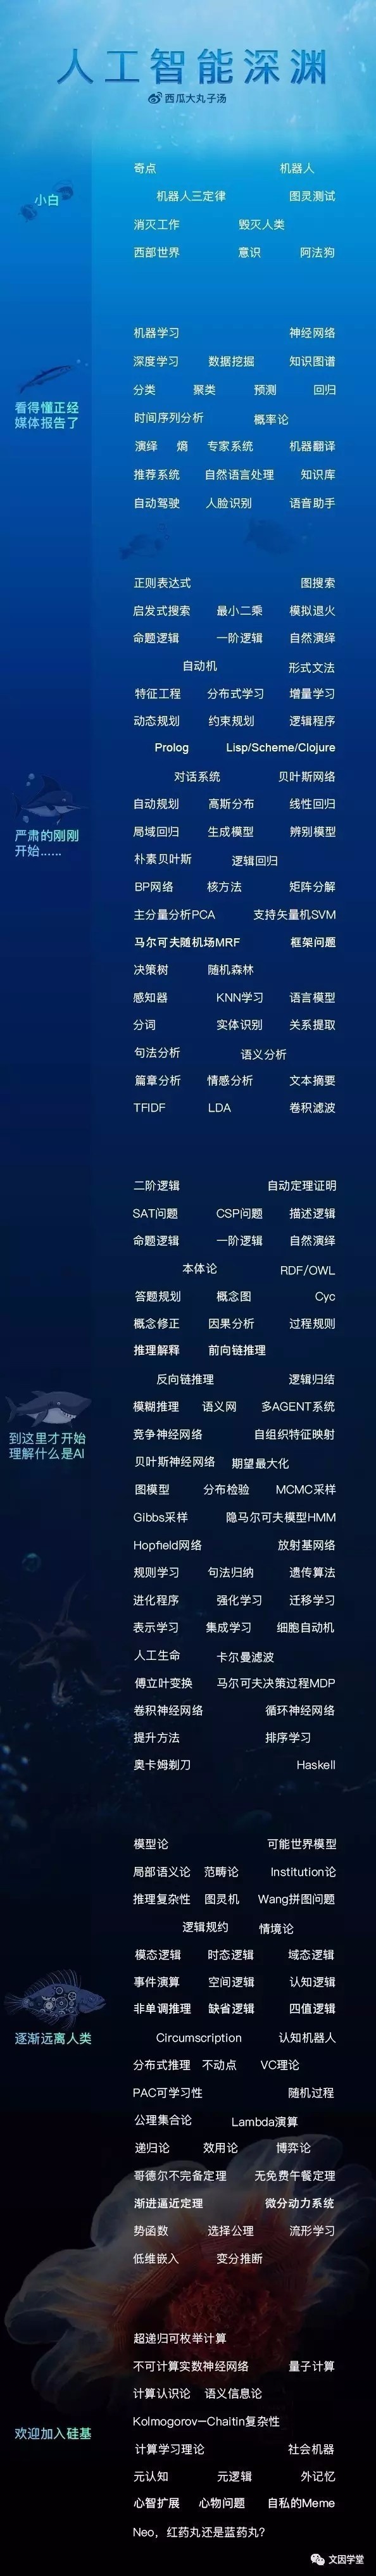 人工智能深渊
西瓜大丸子汤
小白
奇点 机器人
机器人三定律 图灵测试
消灭工作 毁灭人类
西部世界 意识 阿法狗
看得懂正经
媒体报告了
机器学习 神经网络
深度学习 数据挖掘 知识图谱
分类 聚类 预测 回归
时间序列分析 概率论
演绎 熵 专家系统 机器翻译
推荐系统 自然语言处理 知识库
自动驾驶 人脸识别 语音助手
严肃的刚刚
开始......
正则表达式 图搜索
启发式搜索 最小二乘 模拟退火
命题逻辑 一阶逻辑 自然演绎
自动机 形式文法
特征工程 分布式学习 增量学习
动态规划 约束规划 逻辑程序
Prolog Lisp/Scheme/Clojure
对话系统 贝叶斯网络
自动规划 高斯分布 线性回归
局域回归 生成模型 辨别模型
朴素贝叶斯 逻辑回归
BP网络 核方法 矩阵分解
主分量分析PCA 支持矢量机SVM
马尔可夫随机场MRF 框架问题
决策树 随机森林
感知器 KNN学习 语言模型
分词 实体识别 关系提取
句法分析 语义分析
篇章分析 情感分析 文本摘要
TFIDF LDA 卷积滤波
到这里才开始
理解什么是AI
二阶逻辑 自动定理证明
SAT问题 CSP问题 描述逻辑
命题逻辑 一阶逻辑 自然演绎
本体论 RDF/OWL
答题规划 概念图 Cyc
概念修正 因果分析 过程规则
推理解释 前向链推理
反向链推理 逻辑归结
模糊推理 语义网 多AGENT系统
竞争神经网络 自组织特征映射
贝叶斯神经网络 期望最大化
图模型 分布检验 MCMC采样
Gibbs采样 隐马尔可夫模型HMM
Hopfield网络 放射基网络
规则学习 句法归纳 遗传算法
进化程序 强化学习 迁移学习
表示学习 集成学习 细胞自动机
人工生命 卡尔曼滤波
傅立叶变换 马尔可夫决策过程MDP
卷积神经网络 循环神经网络
提升方法 排序学习
奥卡姆剃刀 Haskell
逐渐远离人类
模型论 可能世界模型
局部语义论 范畴论 Institution论
推理复杂性 图灵机 Wang拼图问题
逻辑规约 情境论
模态逻辑 时态逻辑 域态逻辑
事件演算 空间逻辑 认知逻辑
非单调推理 缺省逻辑 四值逻辑
Circumscription 认知机器人
分布式推理 不动点 VC理论
PAC可学习性 随机过程
公理集合论 Lambda演算
递归论 效用论 博弈论
哥德尔不完备定理 无免费午餐定理
渐进逼近定理 微分动力系统
势函数 选择公理 流形学习
低维嵌入 变分推断
欢迎加入硅基
超递归可枚举计算
不可计算实数神经网络 量子计算
计算认识论 语义信息论
Kolmogorov—Chaitin复杂性
计算学习理论 社会机器
元认知 元逻辑 外记忆
心智扩展 心物问题 自私的Meme
Neo，红药丸还是蓝药丸？
文因学堂